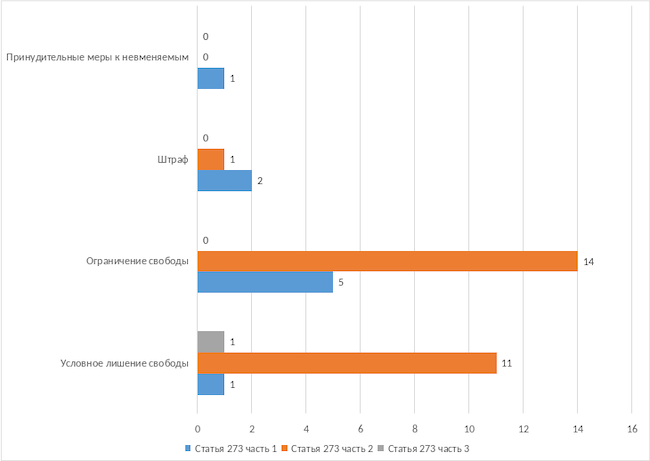 0
Принудительные меры к невменяемым
0
1
0
Штраф
1
2
0
Ограничение свободы
14
5
1
Условное лишение свободы
11
1
0 2 4 6 8 10 12 14 16
Статья 273 часть 1 Статья 273 часть 2 Статья 273 часть 3